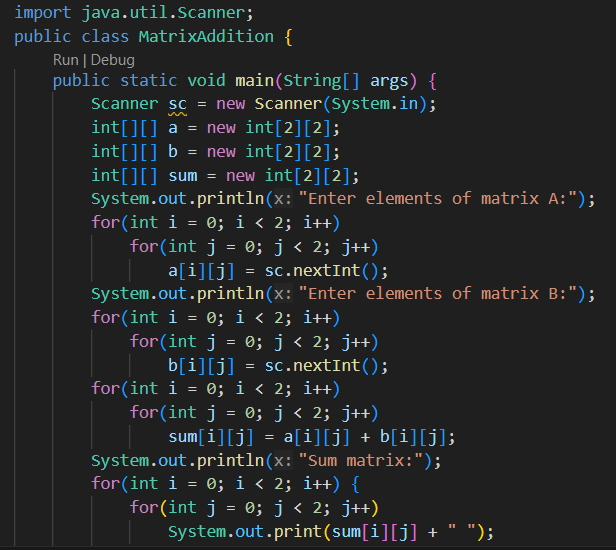 import java.util.Scanner;
public class MatrixAddition {
Run | Debug
public static void main(String[] args) {
Scanner sc = new Scanner(System.in);
int[][] a = new int[2][2];
int[][] b = new int[2][2];
int[][] sum = new int[2][2];
System.out.println(x: "Enter elements of matrix A:");
for(int i = 0; i < 2; i++)
for(int j = 0; j < 2; j++)
a[i][j] = sc.nextInt();
System.out.println(x: "Enter elements of matrix B:");
for(int i = 0; i < 2; i++)
for(int j = 0; j < 2; j++)
b[i][j] = sc.nextInt();
for(int i = 0; i < 2; i++)
for(int j = 0; j < 2; j++)
sum[i][j] = a[i][j] + b[i][j];
System.out.println(x: "Sum matrix:");
for(int i = 0; i < 2; i++) {
for(int j = 0; j < 2; j++)
System.out.print(sum[i][j] + " ");